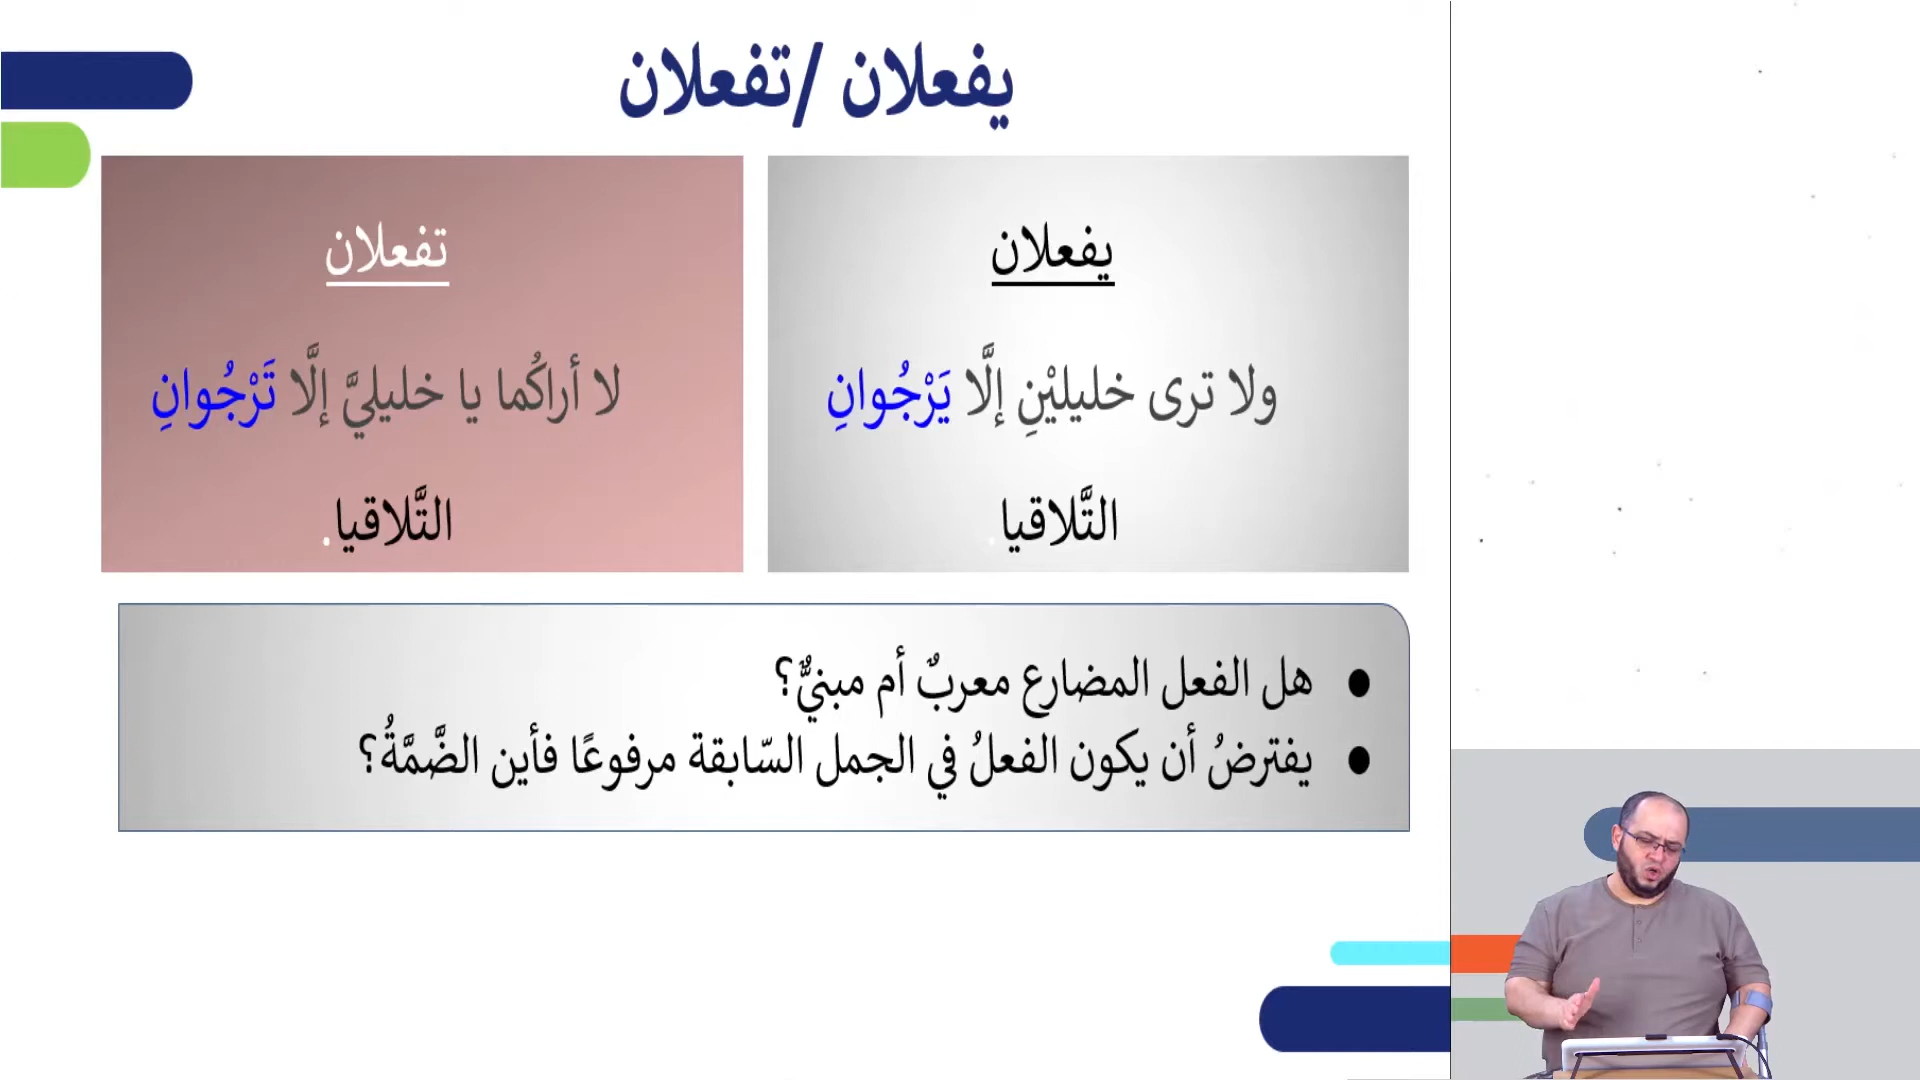 يفعلان /تفعلان
يفعلان
ولا ترى خليليْنِ إلَّا يَرْجُوانِ
التَّلاقيا.
تفعلان
لا أراكُما يا خليليَّ إلَّا تَرْجُوانِ
التَّلاقيا.
● هل الفعل المضارع معربٌ أم مبنيٌّ؟
● يفترضُ أن يكون الفعلُ في الجمل السّابقة مرفوعًا فأين الضَّمَّةُ؟